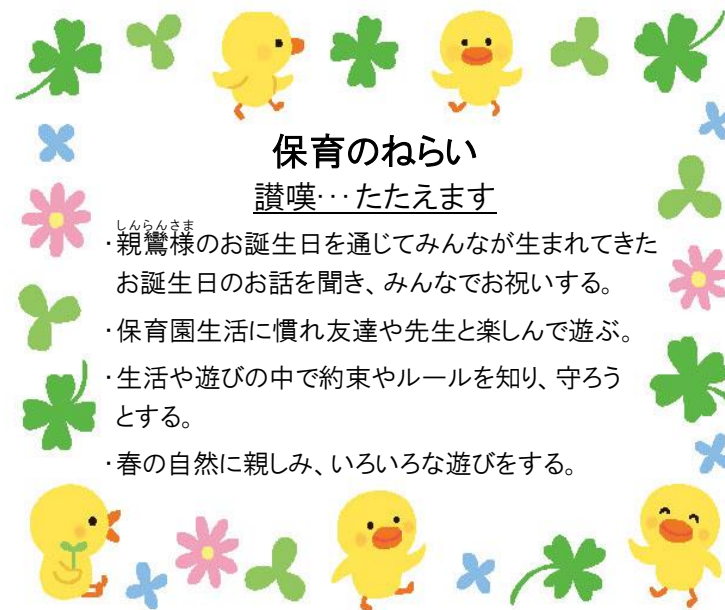 保育のねらい
讃嘆…たたえます
しんらんさま
・親鸞様のお誕生日を通じてみんなが生まれてきた
お誕生日のお話を聞き、みんなでお祝いする。
・保育園生活に慣れ友達や先生と楽しんで遊ぶ。
・生活や遊びの中で約束やルールを知り、守ろう
とする。
・春の自然に親しみ、いろいろな遊びをする。